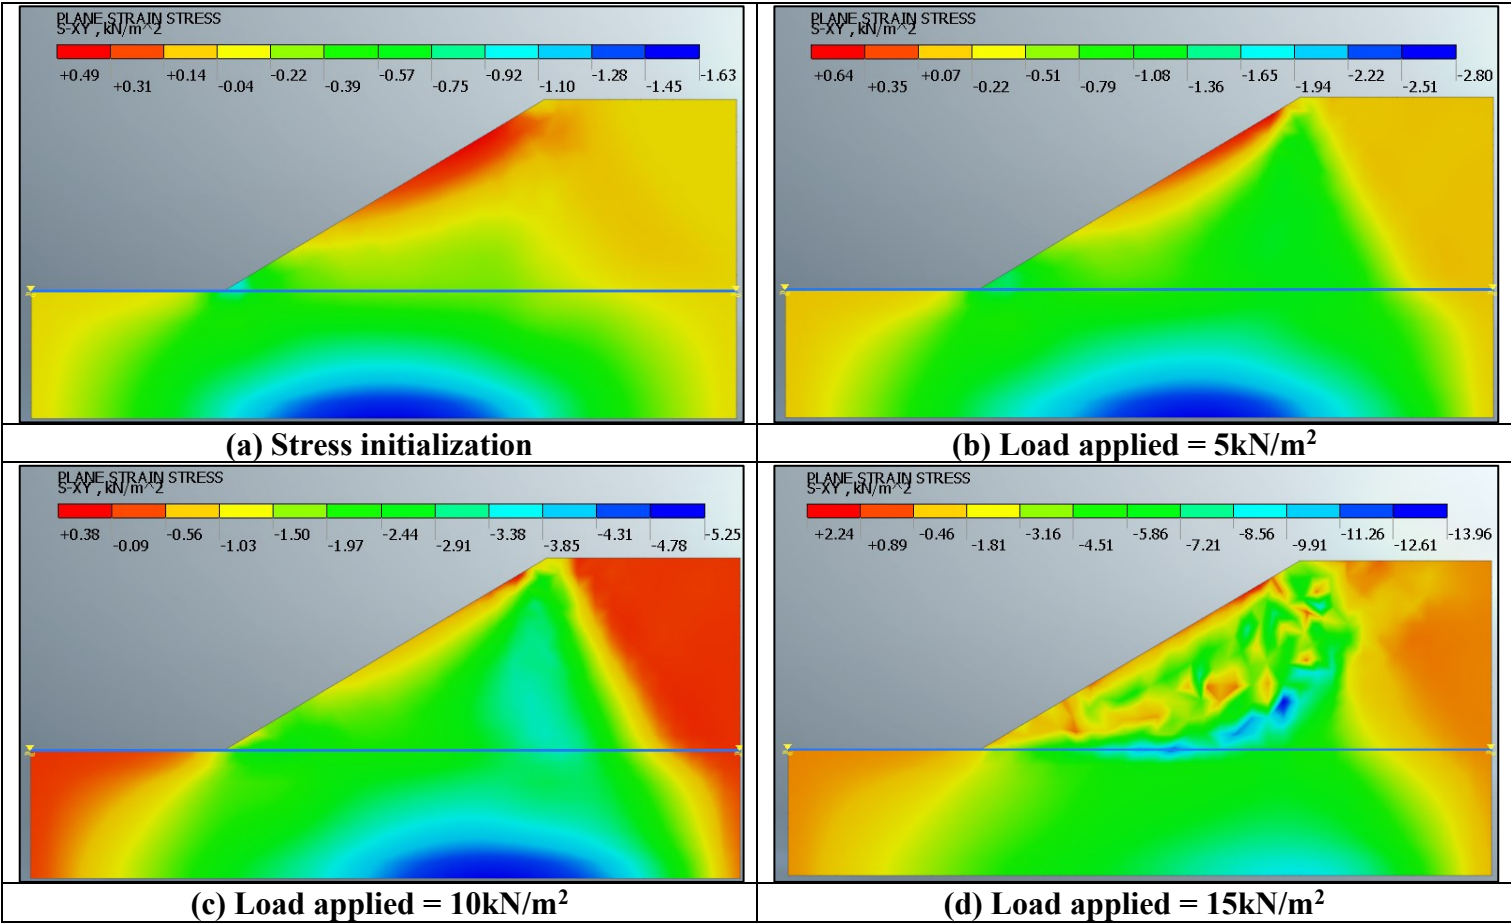 PLANE STRAIN STRESS
S-XY , kN/m^2
+0.49 +0.31 +0.14 -0.04 -0.22 -0.39 -0.57 -0.75 -0.92 -1.10 -1.28 -1.45 -1.63
(a) Stress initialization
PLANE STRAIN STRESS
S-XY , kN/m^2
+0.64 +0.35 +0.07 -0.22 -0.51 -0.79 -1.08 -1.36 -1.65 -1.94 -2.22 -2.51 -2.80
(b) Load applied = 5kN/m²
PLANE STRAIN STRESS
S-XY , kN/m^2
+0.38 -0.09 -0.56 -1.03 -1.50 -1.97 -2.44 -2.91 -3.38 -3.85 -4.31 -4.78 -5.25
(c) Load applied = 10kN/m²
PLANE STRAIN STRESS
S-XY , kN/m^2
+2.24 +0.89 -0.46 -1.81 -3.16 -4.51 -5.86 -7.21 -8.56 -9.91 -11.26 -12.61 -13.96
(d) Load applied = 15kN/m²